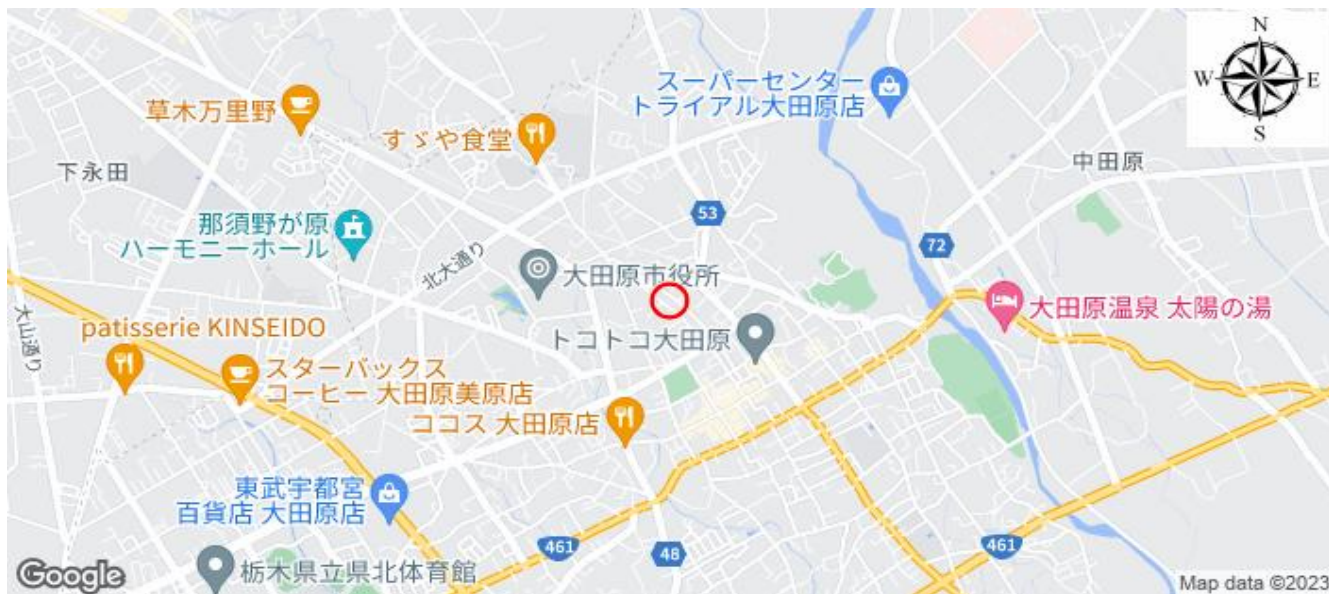 N
W
E
S
スーパーセンター
トライアル大田原店
草木万里野
すゞや食堂
下永田
中田原
那須野が原
ハーモニーホール
53
72
北大通り
大田原市役所
大田原温泉 太陽の湯
大山通り
patisserie KINSEIDO
トコトコ大田原
スターバックス
コーヒー 大田原美原店
ココス 大田原店
東武宇都宮
百貨店 大田原店
461
48
461
栃木県立県北体育館
Google
Map data ©2023